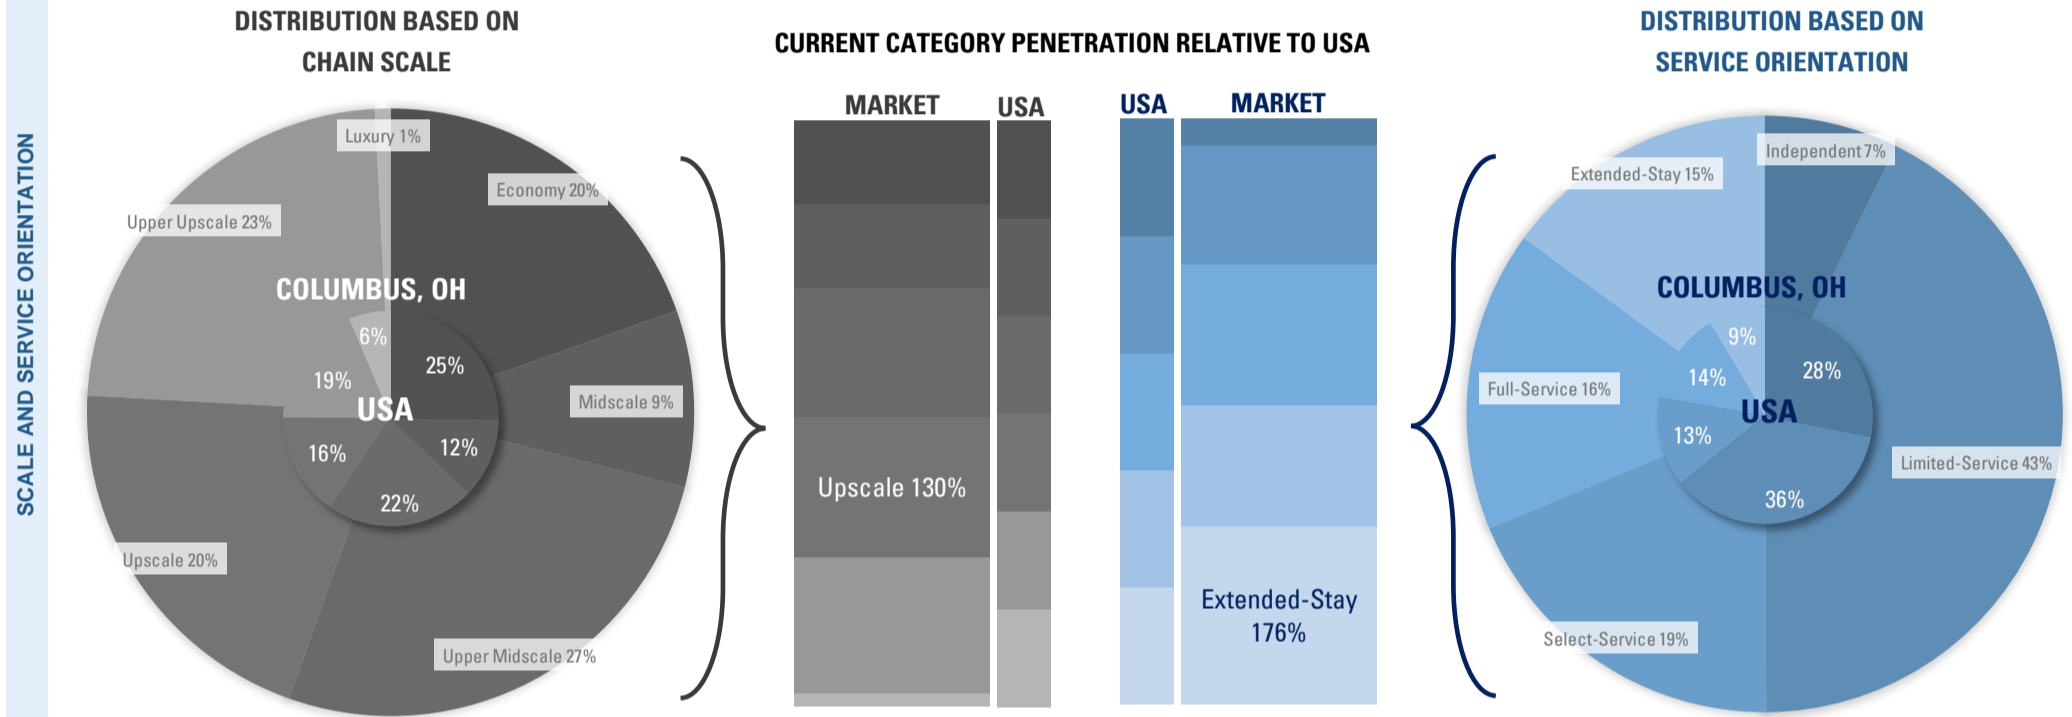 SCALE AND SERVICE ORIENTATION
DISTRIBUTION BASED ON
CHAIN SCALE
Luxury 1%
Economy 20%
Upper Upscale 23%
COLUMBUS, OH
6%
25%
19%
USA
Midscale 9%
16%
12%
22%
Upscale 20%
Upper Midscale 27%
CURRENT CATEGORY PENETRATION RELATIVE TO USA
MARKET
USA
Upscale 130%
USA
MARKET
Extended-Stay
176%
DISTRIBUTION BASED ON
SERVICE ORIENTATION
Independent 7%
Extended-Stay 15%
COLUMBUS, OH
9%
28%
14%
Full-Service 16%
USA
13%
Limited-Service 43%
36%
Select-Service 19%